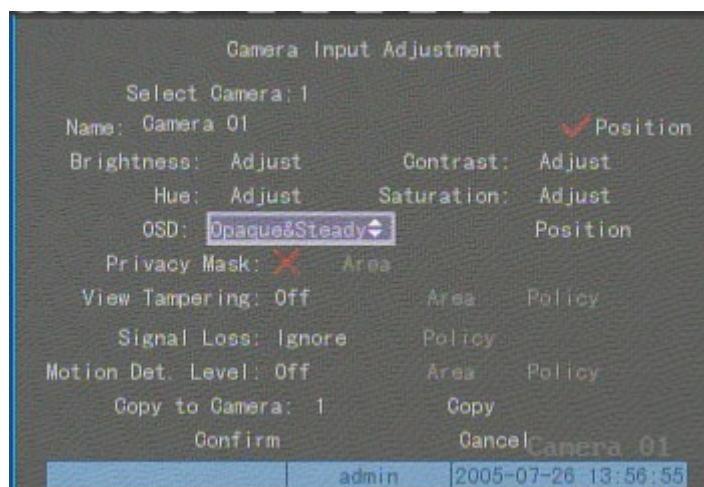 Camera Input Adjustment
Select Camera: 1
Name: Camera 01 Position
Brightness: Adjust Contrast: Adjust
Hue: Adjust Saturation: Adjust
OSD: Opaque&Steady Position
Privacy Mask: Area
View Tampering: Off Area Policy
Signal Loss: Ignore Policy
Motion Det. Level: Off Area Policy
Copy to Camera: 1 Copy
Confirm Cancel
Camera 01
admin 2005-07-26 13:56:55